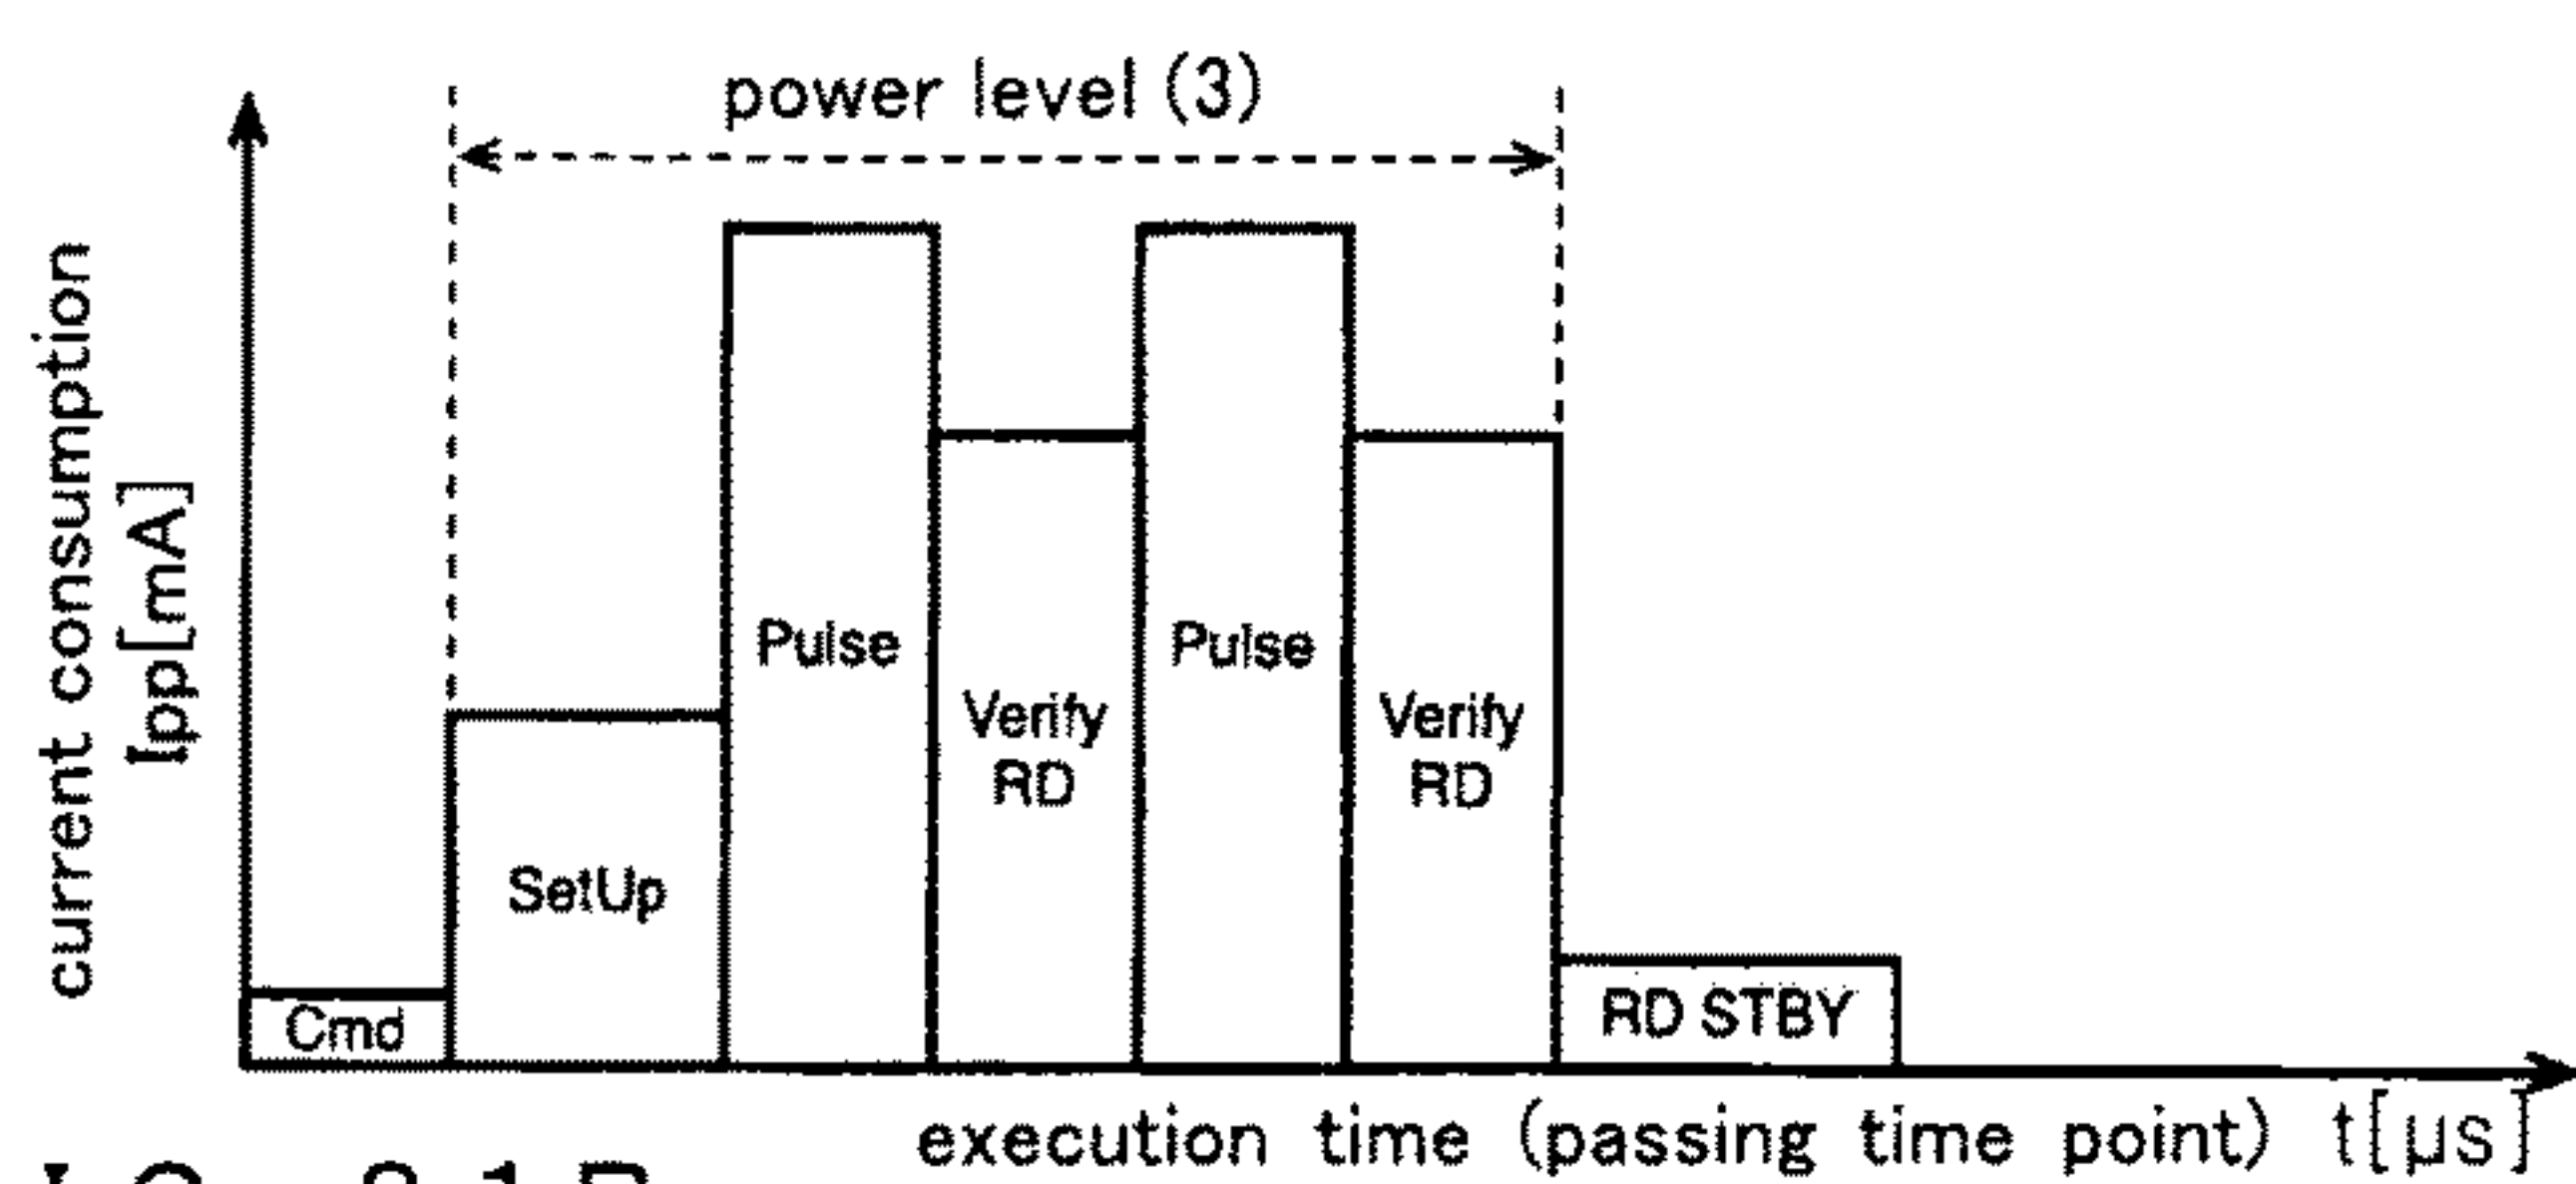 power level (3)
current consumption
Ipp[mA]
Pulse
Pulse
Verify
RD
Verify
RD
SetUp
Cmd
RD STBY
execution time (passing time point) t[µs]